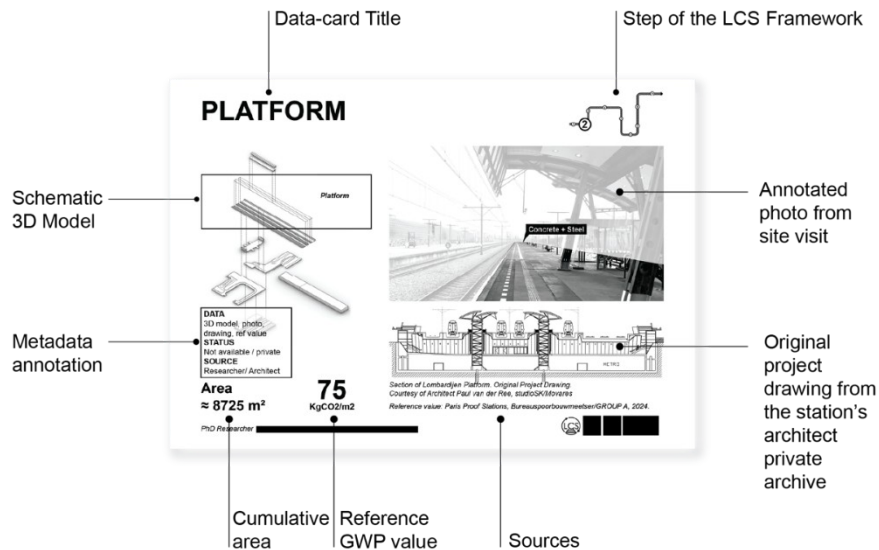 Data-card Title
Step of the LCS Framework
PLATFORM
2
Schematic
3D Model
Platform
Concrete + Steel
Annotated
photo from
site visit
Metadata
annotation
DATA
3D model, photo,
drawing, ref value
STATUS
Not available / private
SOURCE
Researcher/ Architect
METRO
Original
project
drawing from
the station's
architect
private
archive
Area
≈ 8725 m²
75
KgCO2/m2
Section of Lombardijen Platform. Original Project Drawing.
Courtesy of Architect Paul van der Ree, studioSK/Movares
Reference value: Paris Proof Stations, Bureauspoorbouwmeetser/GROUP A, 2024.
PhD Researcher
LCS
Cumulative
area
Reference
GWP value
Sources